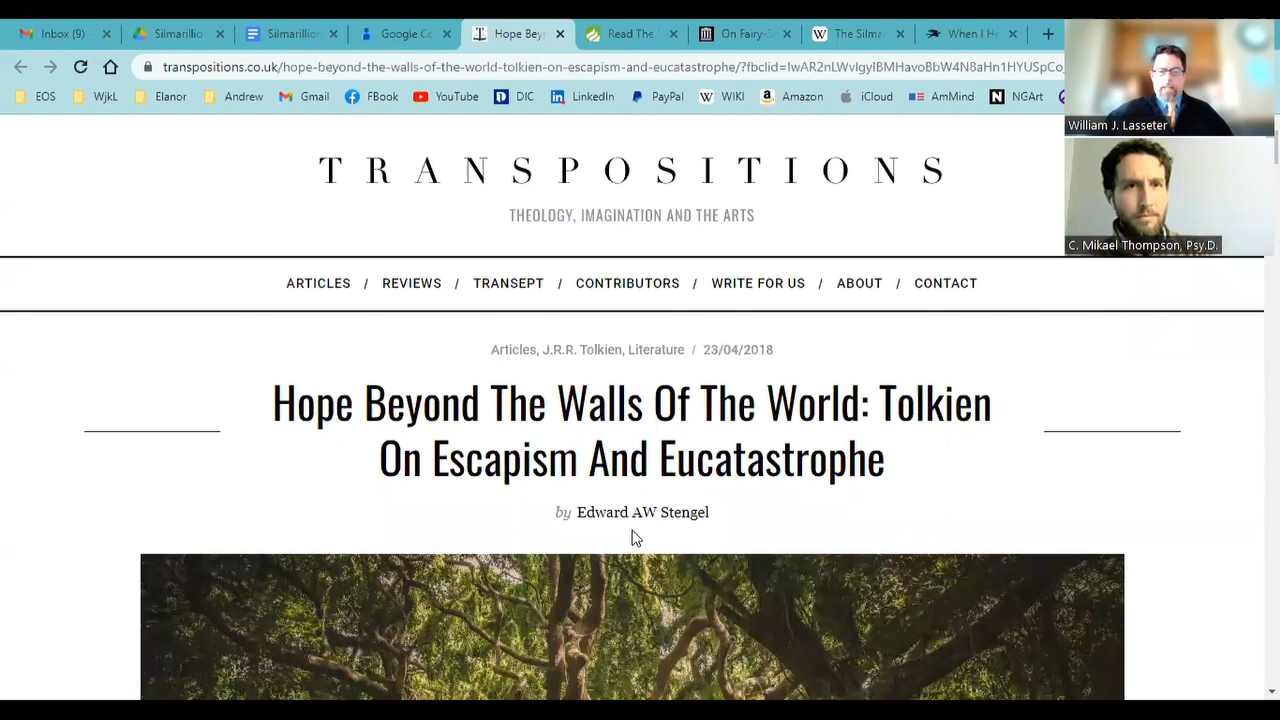 Inbox (9)
Silmarillio
Silmarillion
Google Co
Hope Bey
Read The
On Fairy-S
The Silmar
When I He
transpositions.co.uk/hope-beyond-the-walls-of-the-world-tolkien-on-escapism-and-eucatastrophe/?fbclid=
EOS
WjkL
Elanor
Andrew
Gmail
FBook
YouTube
DIC
LinkedIn
PayPal
WIKI
Amazon
iCloud
AmMind
NGArt
William J. Lasseter
C. Mikael Thompson, Psy.D.
TRANSPOSITIONS
THEOLOGY, IMAGINATION AND THE ARTS
ARTICLES / REVIEWS / TRANSEPT / CONTRIBUTORS / WRITE FOR US / ABOUT / CONTACT
Articles, J.R.R. Tolkien, Literature / 23/04/2018
Hope Beyond The Walls Of The World: Tolkien
On Escapism And Eucatastrophe
by Edward AW Stengel